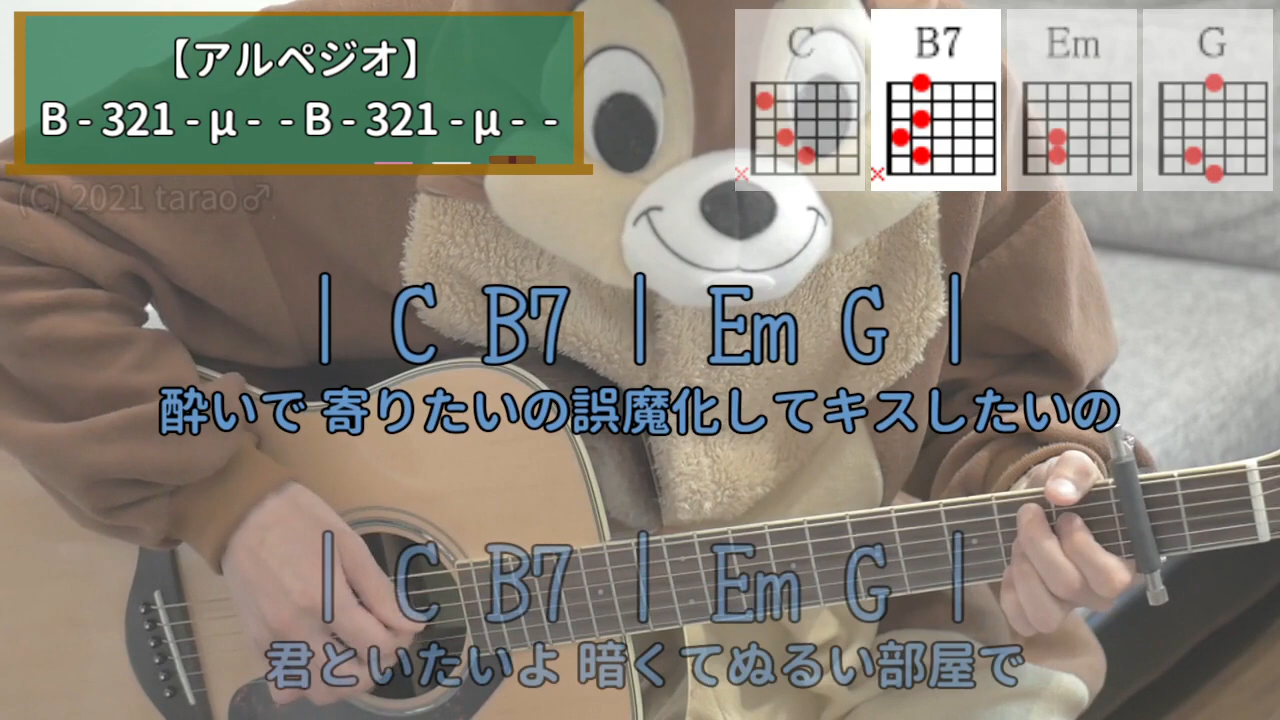 【アルペジオ】
B - 321 - μ - - B - 321 - μ - -
C B7 Em G
(C) 2021 tarao♂
| C B7 | Em G |
酔いで 寄りたいの誤魔化してキスしたいの
| C B7 | Em G |
君といたいよ 暗くてぬるい部屋で